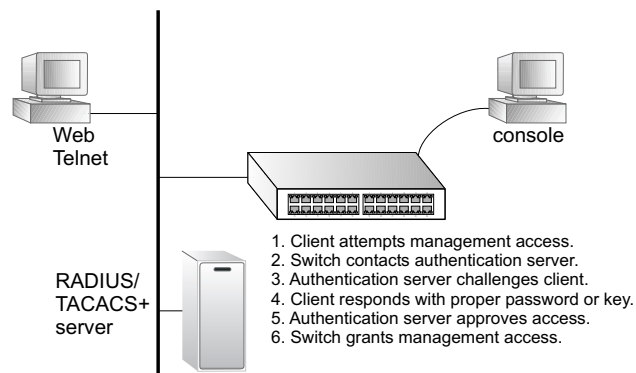 Web
Telnet
console
RADIUS/
TACACS+
server
1. Client attempts management access.
2. Switch contacts authentication server.
3. Authentication server challenges client.
4. Client responds with proper password or key.
5. Authentication server approves access.
6. Switch grants management access.